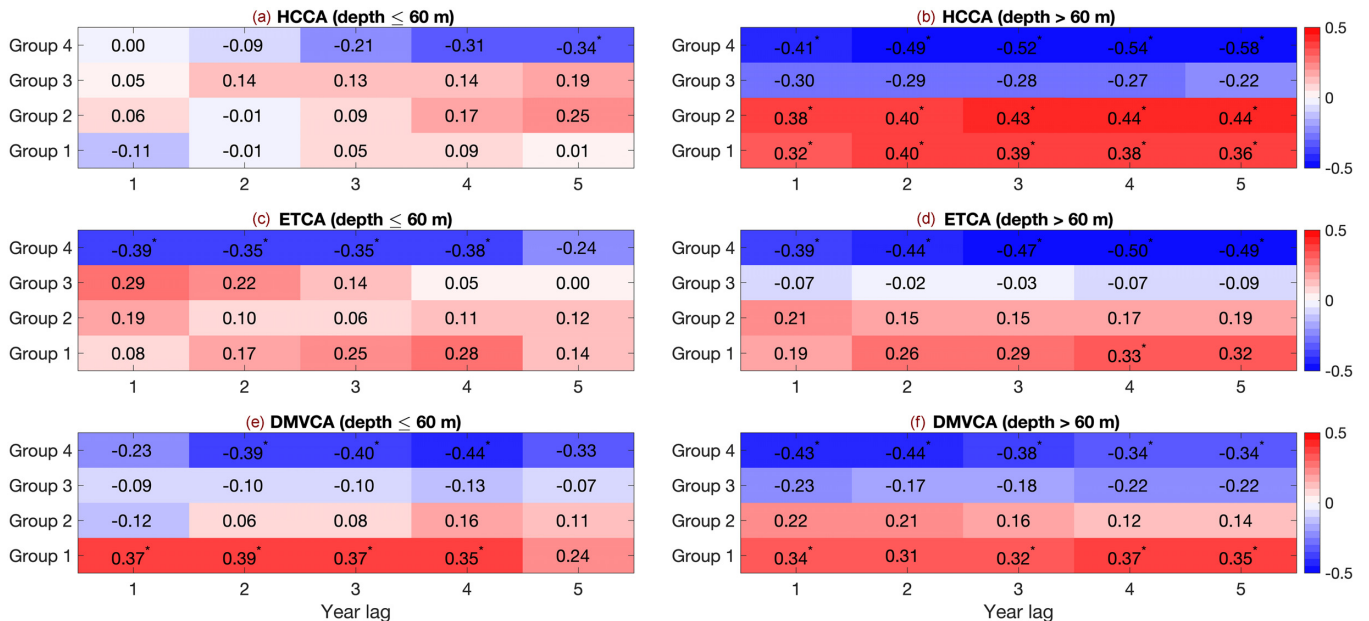 (a) HCCA (depth ≤ 60 m)
Group 4 0.00 -0.09 -0.21 -0.31 -0.34*
Group 3 0.05 0.14 0.13 0.14 0.19
Group 2 0.06 -0.01 0.09 0.17 0.25
Group 1 -0.11 -0.01 0.05 0.09 0.01
1 2 3 4 5
(b) HCCA (depth > 60 m)
-0.41* -0.49* -0.52* -0.54* -0.58*
-0.30 -0.29 -0.28 -0.27 -0.22
0.38* 0.40* 0.43* 0.44* 0.44*
0.32* 0.40* 0.39* 0.38* 0.36*
Group 4
Group 3
Group 2
Group 1
1 2 3 4 5
0.5
0
-0.5
(c) ETCA (depth ≤ 60 m)
Group 4 -0.39* -0.35* -0.35* -0.38* -0.24
Group 3 0.29 0.22 0.14 0.05 0.00
Group 2 0.19 0.10 0.06 0.11 0.12
Group 1 0.08 0.17 0.25 0.28 0.14
1 2 3 4 5
(d) ETCA (depth > 60 m)
Group 4 -0.39* -0.44* -0.47* -0.50* -0.49*
Group 3 -0.07 -0.02 -0.03 -0.07 -0.09
Group 2 0.21 0.15 0.15 0.17 0.19
Group 1 0.19 0.26 0.29 0.33* 0.32
1 2 3 4 5
0.5
0
-0.5
(e) DMVCA (depth ≤ 60 m)
Group 4 -0.23 -0.39* -0.40* -0.44* -0.33
Group 3 -0.09 -0.10 -0.10 -0.13 -0.07
Group 2 -0.12 0.06 0.08 0.16 0.11
Group 1 0.37* 0.39* 0.37* 0.35* 0.24
1 2 3 4 5
Year lag
(f) DMVCA (depth > 60 m)
Group 4 -0.43* -0.44* -0.38* -0.34* -0.34*
Group 3 -0.23 -0.17 -0.18 -0.22 -0.22
Group 2 0.22 0.21 0.16 0.12 0.14
Group 1 0.34* 0.31 0.32* 0.37* 0.35*
1 2 3 4 5
Year lag
0.5
0
-0.5